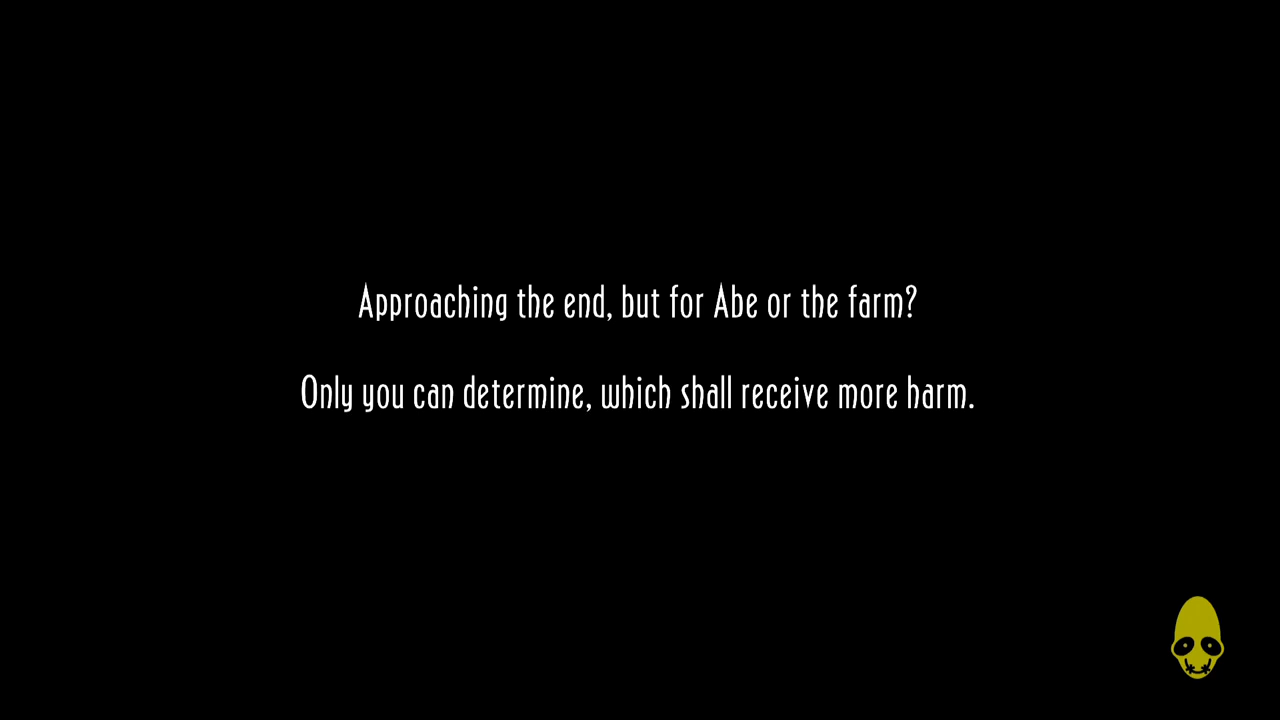 Approaching the end, but for Abe or the farm?
Only you can determine, which shall receive more harm.